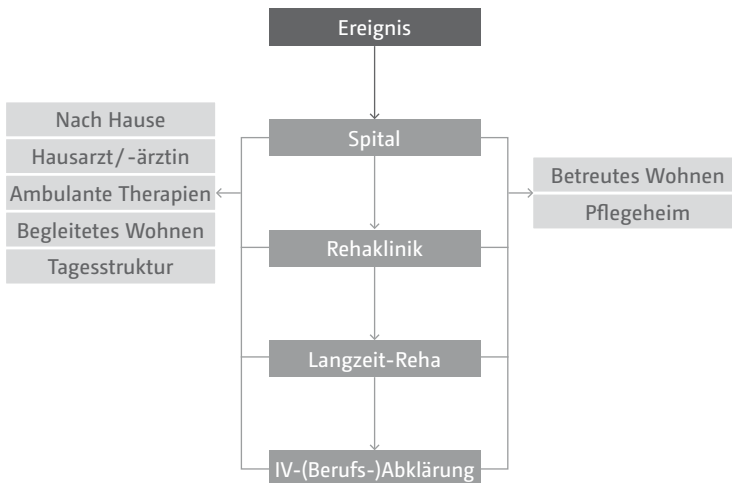 Ereignis
Nach Hause
Hausarzt/-ärztin
Ambulante Therapien
Begleitetes Wohnen
Tagesstruktur
Spital
Rehaklinik
Langzeit-Reha
IV-(Berufs-)Abklärung
Betreutes Wohnen
Pflegeheim